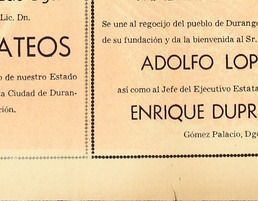 Lic. Dn.
ATEOS
o de nuestro Estado
a Ciudad de Duran-
ción.
Se une al regocijo del pueblo de Durang
de su fundación y da la bienvenida al Sr.
ADOLFO LOP
así como al Jefe del Ejecutivo Estata
ENRIQUE DUPR
Gómez Palacio, Dgo